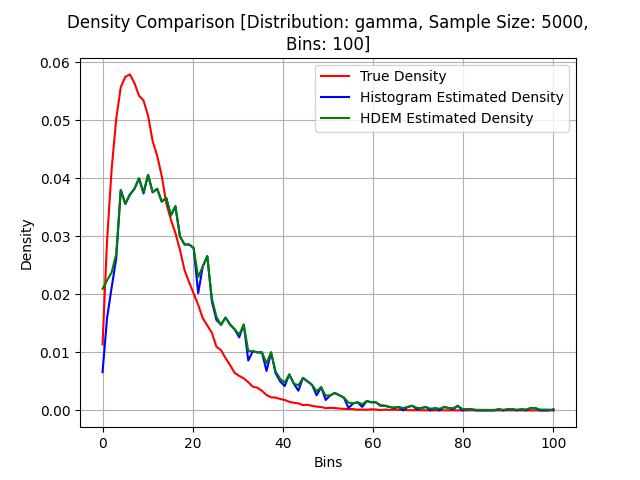 Density Comparison [Distribution: gamma, Sample Size: 5000,
Bins: 100]
0.06
0.05
0.04
0.03
0.02
0.01
0.00
Density
True Density
Histogram Estimated Density
HDEM Estimated Density
0 20 40 60 80 100
Bins